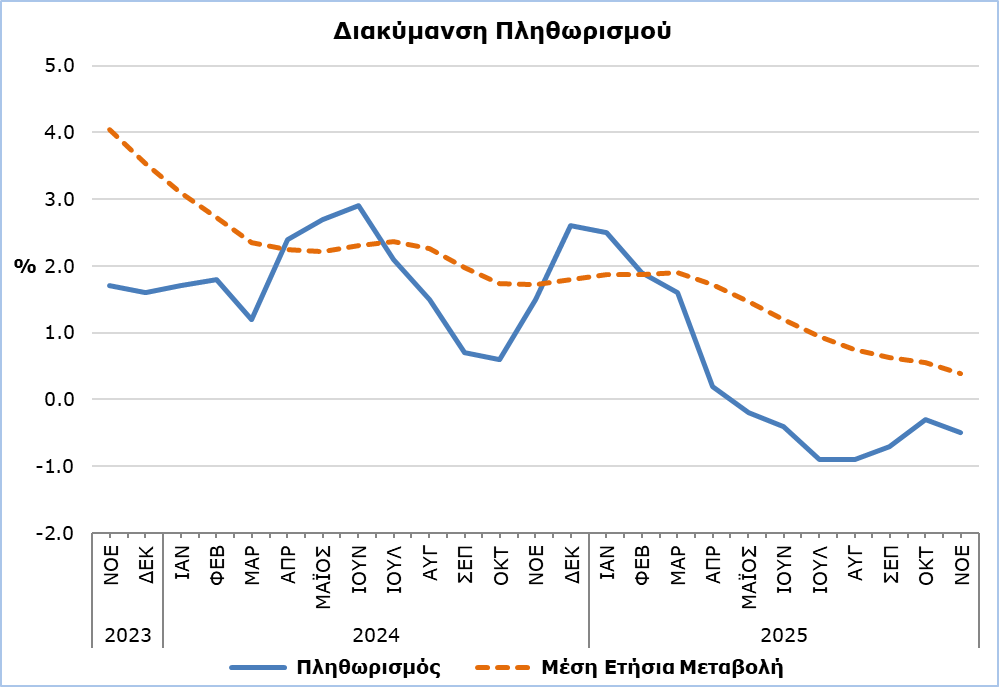 Διακύμανση Πληθωρισμού
5.0
4.0
3.0
% 2.0
1.0
0.0
-1.0
-2.0
ΝΟΕ ΔΕΚ ΙΑΝ ΦΕΒ ΜΑΡ ΑΠΡ ΜΑΪΟΣ ΙΟΥΝ ΙΟΥΛ ΑΥΓ ΣΕΠ ΟΚΤ ΝΟΕ ΔΕΚ ΙΑΝ ΦΕΒ ΜΑΡ ΑΠΡ ΜΑΪΟΣ ΙΟΥΝ ΙΟΥΛ ΑΥΓ ΣΕΠ ΟΚΤ ΝΟΕ
2023 2024 2025
Πληθωρισμός Μέση Ετήσια Μεταβολή